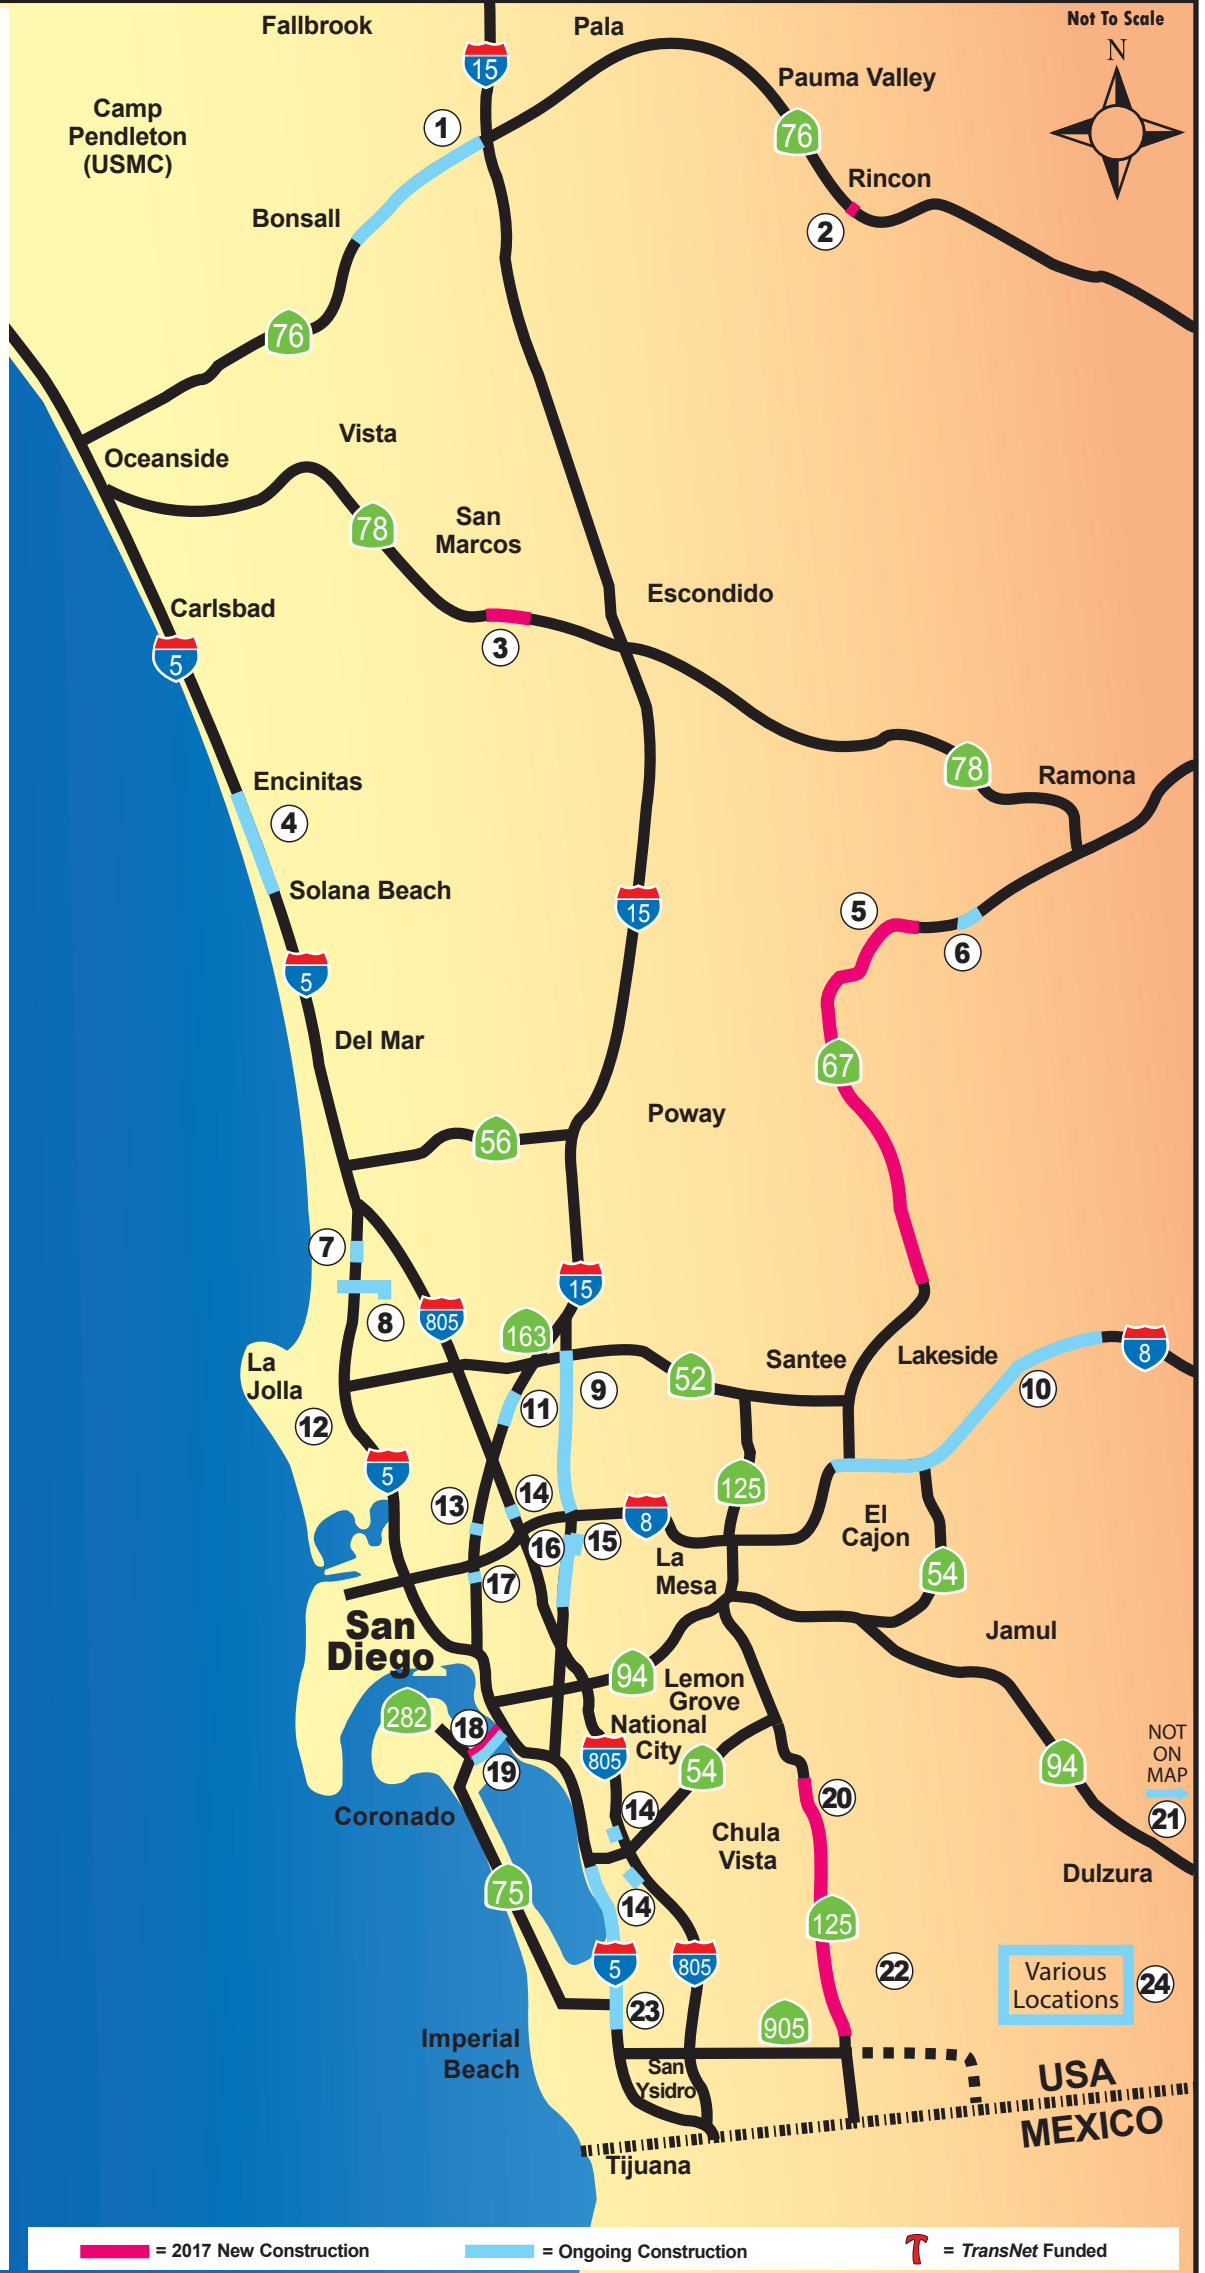 Fallbrook
Pala
Not To Scale
N
15
Pauma Valley
Camp
Pendleton
(USMC)
1
76
Rincon
Bonsall
2
76
Vista
Oceanside
San
Marcos
78
Escondido
Carlsbad
3
5
78
Ramona
Encinitas
4
Solana Beach
15
5
6
5
Del Mar
67
Poway
56
7
15
8
805
163
La
Jolla
Santee
Lakeside
8
52
9
10
11
12
5
125
13
14
8
El
Cajon
16
15
La
Mesa
17
54
San
Diego
Jamul
94
Lemon
Grove
282
18
National
City
NOT
ON
MAP
805
19
54
94
20
Coronado
14
21
Chula
Vista
Dulzura
75
14
125
5
805
22
Various
Locations
24
23
905
Imperial
Beach
San
Ysidro
USA
MEXICO
Tijuana
= 2017 New Construction
= Ongoing Construction
T = TransNet Funded